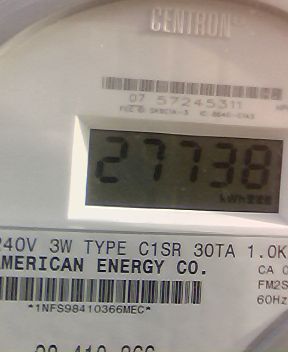 CENTRON
07 57245311
27738
kWh
240V 3W TYPE C1SR 30TA 1.0K
AMERICAN ENERGY CO.
CA 0
FM2S
60Hz
*1NFS98410366MEC*